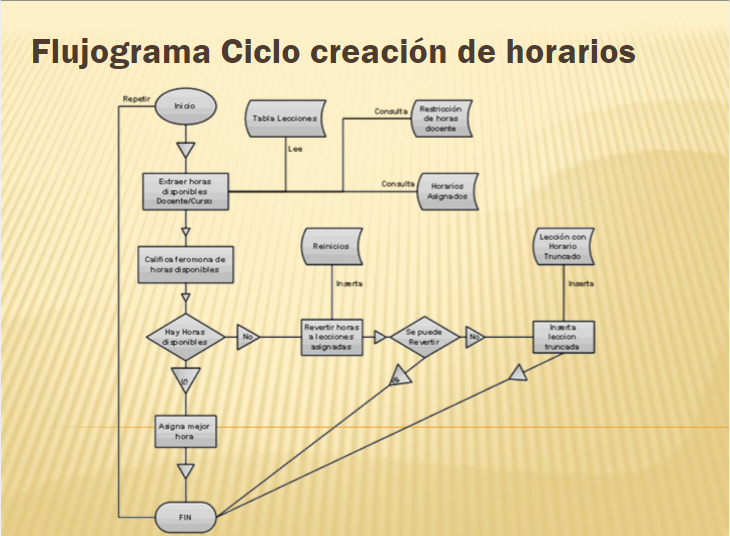 Flujograma Ciclo creación de horarios
Repetir
Inicio
Tabla Lecciones
Consulta
Restricción
de horas
docente
Lee
Extraer horas
disponibles
Docente/Curso
Consulta
Horarios
Asignados
Califica feromona de
horas disponibles
Reinicios
Lección con
Horario
Truncado
Inserta
Inserta
Hay Horas
disponibles
No
Revertir horas
a lecciones
asignadas
Se puede
Revertir
No
Inserta
leccion
truncada
Si
Asigna mejor
hora
FIN